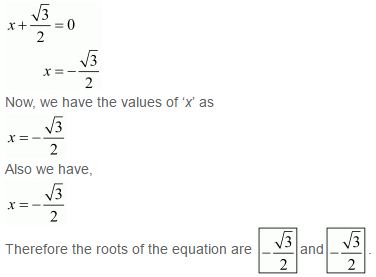 x + √3/2 = 0
x = −√3/2
Now, we have the values of ‘x’ as
x = −√3/2
Also we have,
x = −√3/2
Therefore the roots of the equation are −√3/2 and −√3/2 .